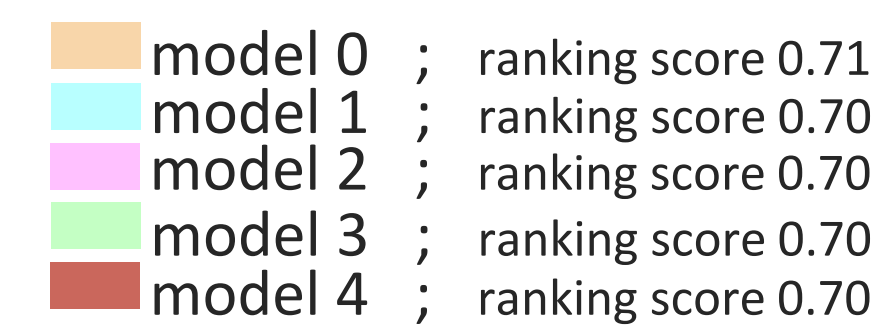 model 0 ; ranking score 0.71
model 1 ; ranking score 0.70
model 2 ; ranking score 0.70
model 3 ; ranking score 0.70
model 4 ; ranking score 0.70